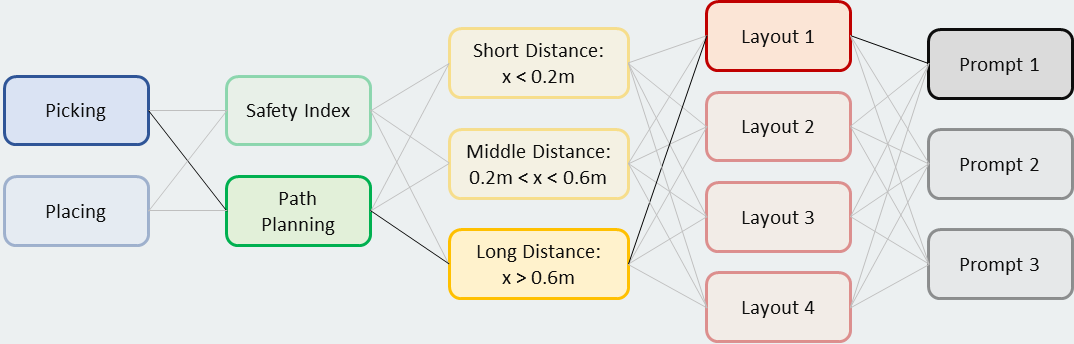 Picking
Placing
Safety Index
Path
Planning
Short Distance:
x < 0.2m
Middle Distance:
0.2m < x < 0.6m
Long Distance:
x > 0.6m
Layout 1
Layout 2
Layout 3
Layout 4
Prompt 1
Prompt 2
Prompt 3